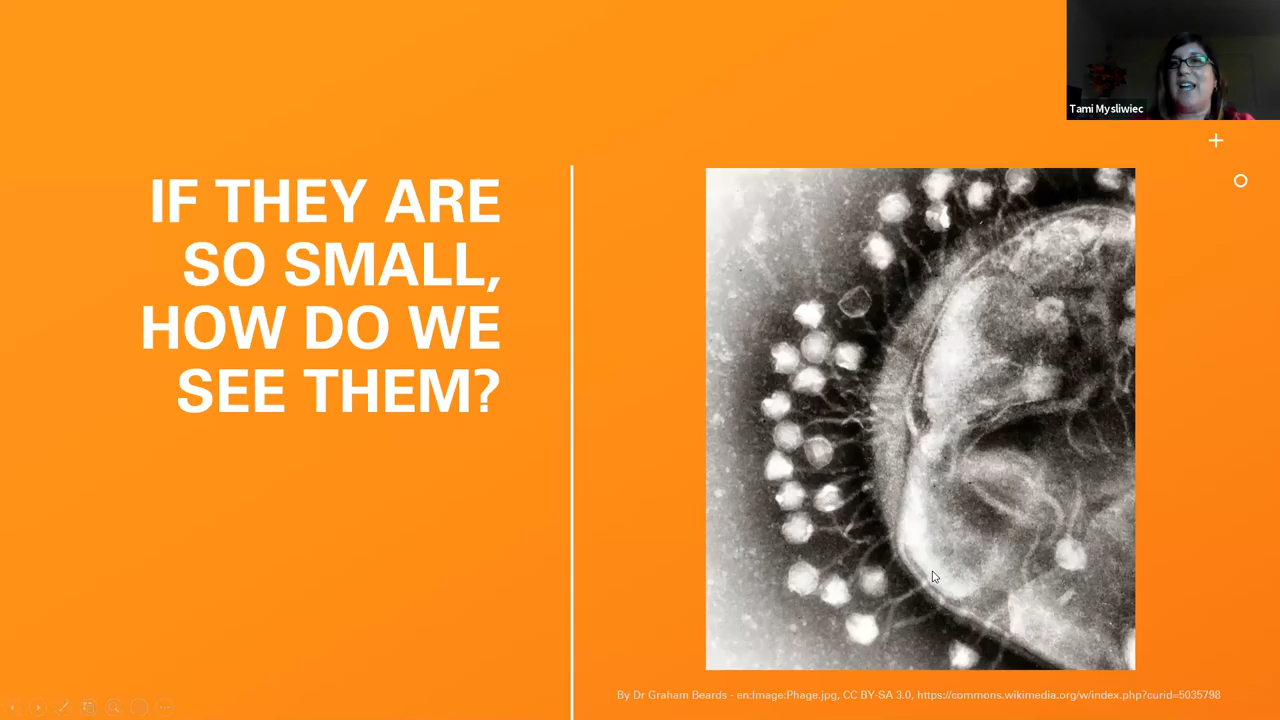 Tami Mysliwiec
IF THEY ARE
SO SMALL,
HOW DO WE
SEE THEM?
By Dr Graham Beards - en:Image:Phage.jpg, CC BY-SA 3.0, https://commons.wikimedia.org/w/index.php?curid=5035798